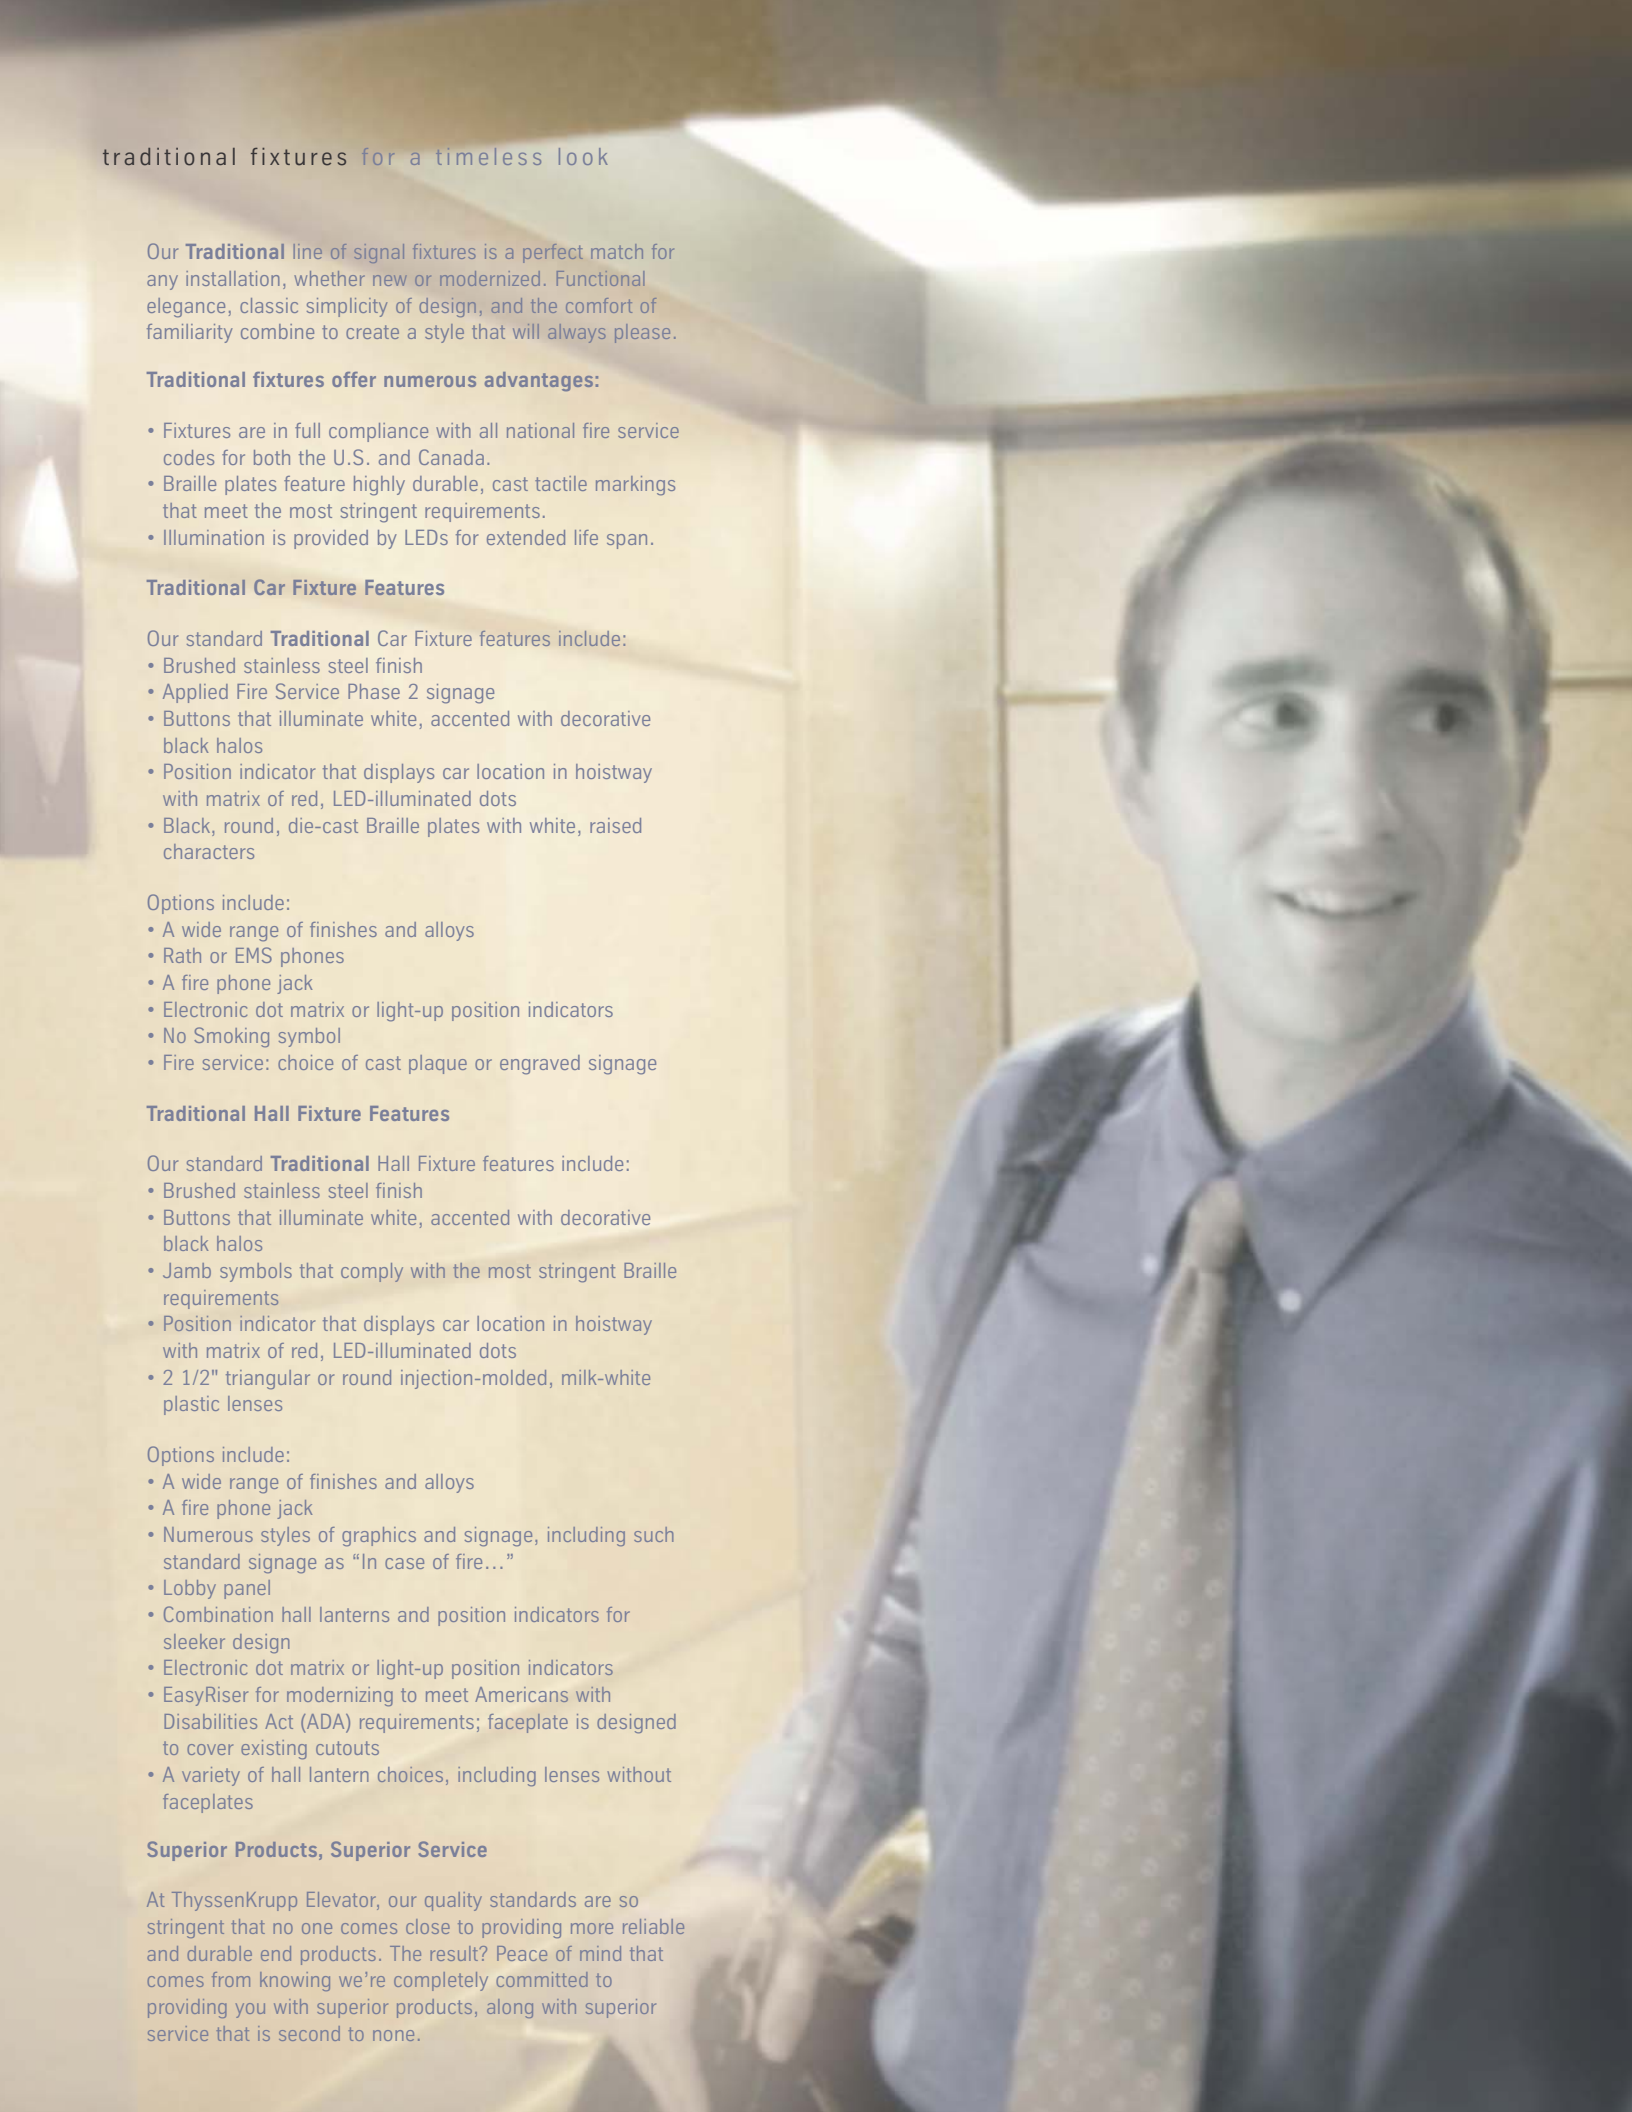 traditional fixtures for a timeless look
Our Traditional line of signal fixtures is a perfect match for
any installation, whether new or modernized. Functional
elegance, classic simplicity of design, and the comfort of
familiarity combine to create a style that will always please.
Traditional fixtures offer numerous advantages:
• Fixtures are in full compliance with all national fire service
codes for both the U.S. and Canada.
• Braille plates feature highly durable, cast tactile markings
that meet the most stringent requirements.
• Illumination is provided by LEDs for extended life span.
Traditional Car Fixture Features
Our standard Traditional Car Fixture features include:
• Brushed stainless steel finish
• Applied Fire Service Phase 2 signage
• Buttons that illuminate white, accented with decorative
black halos
• Position indicator that displays car location in hoistway
with matrix of red, LED-illuminated dots
• Black, round, die-cast Braille plates with white, raised
characters
Options include:
• A wide range of finishes and alloys
• Rath or EMS phones
• A fire phone jack
• Electronic dot matrix or light-up position indicators
• No Smoking symbol
• Fire service: choice of cast plaque or engraved signage
Traditional Hall Fixture Features
Our standard Traditional Hall Fixture features include:
• Brushed stainless steel finish
• Buttons that illuminate white, accented with decorative
black halos
• Jamb symbols that comply with the most stringent Braille
requirements
• Position indicator that displays car location in hoistway
with matrix of red, LED-illuminated dots
• 2 1/2" triangular or round injection-molded, milk-white
plastic lenses
Options include:
• A wide range of finishes and alloys
• A fire phone jack
• Numerous styles of graphics and signage, including such
standard signage as “In case of fire…”
• Lobby panel
• Combination hall lanterns and position indicators for
sleeker design
• Electronic dot matrix or light-up position indicators
• EasyRiser for modernizing to meet Americans with
Disabilities Act (ADA) requirements; faceplate is designed
to cover existing cutouts
• A variety of hall lantern choices, including lenses without
faceplates
Superior Products, Superior Service
At ThyssenKrupp Elevator, our quality standards are so
stringent that no one comes close to providing more reliable
and durable end products. The result? Peace of mind that
comes from knowing we’re completely committed to
providing you with superior products, along with superior
service that is second to none.